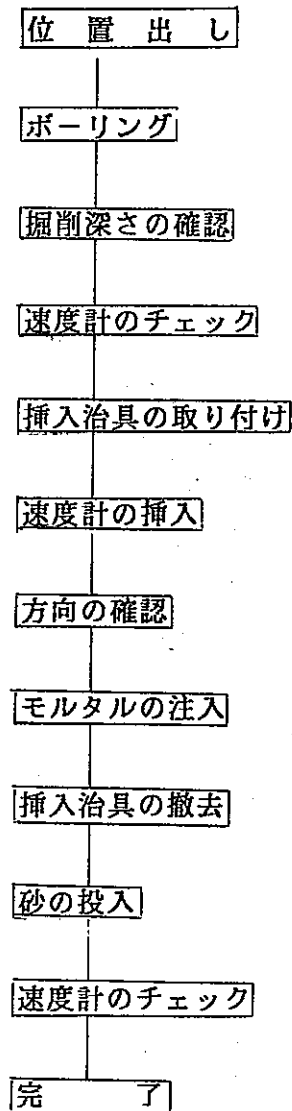 位置出し
ボーリング
掘削深さの確認
速度計のチェック
挿入治具の取り付け
速度計の挿入
方向の確認
モルタルの注入
挿入治具の撤去
砂の投入
速度計のチェック
完了